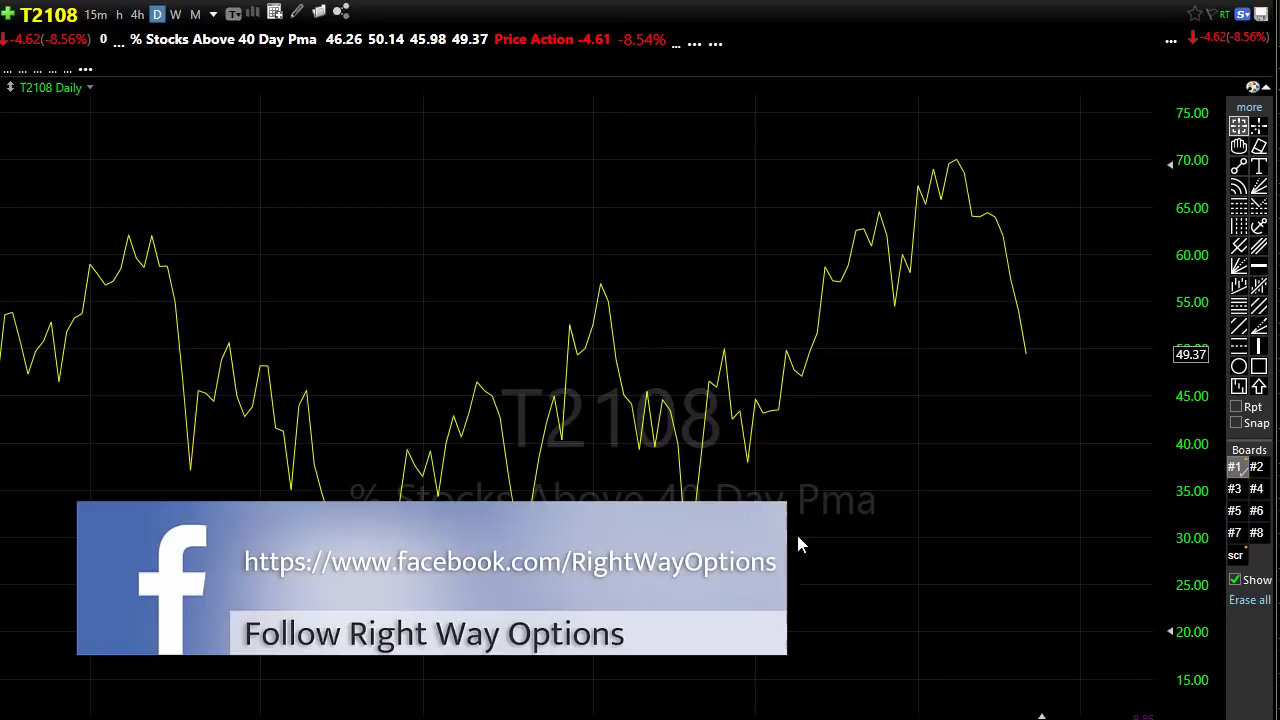 T2108 15m h 4h D W M RT S
-4.62(-8.56%) 0 ... % Stocks Above 40 Day Pma 46.26 50.14 45.98 49.37 Price Action -4.61 -8.54% ... ... ... ... -4.62(-8.56%)
... ... ... ... ... ...
T2108 Daily
more
75.00
70.00
65.00
60.00
55.00
49.37
45.00
40.00
35.00
30.00
25.00
20.00
15.00
T2108
% Stocks Above 40 Day Pma
Rpt
Snap
Boards
#1 #2
#3 #4
#5 #6
#7 #8
scr
Show
Erase all
https://www.facebook.com/RightWayOptions
Follow Right Way Options